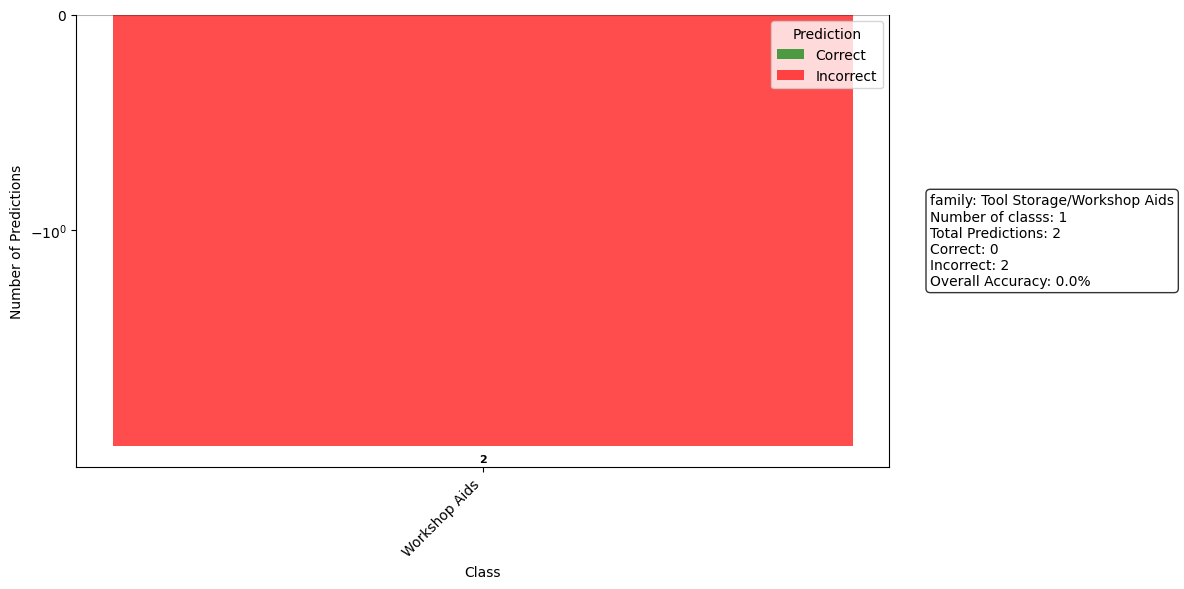 0
−10⁰
Number of Predictions
Prediction
Correct
Incorrect
2
Workshop Aids
Class
family: Tool Storage/Workshop Aids
Number of classs: 1
Total Predictions: 2
Correct: 0
Incorrect: 2
Overall Accuracy: 0.0%